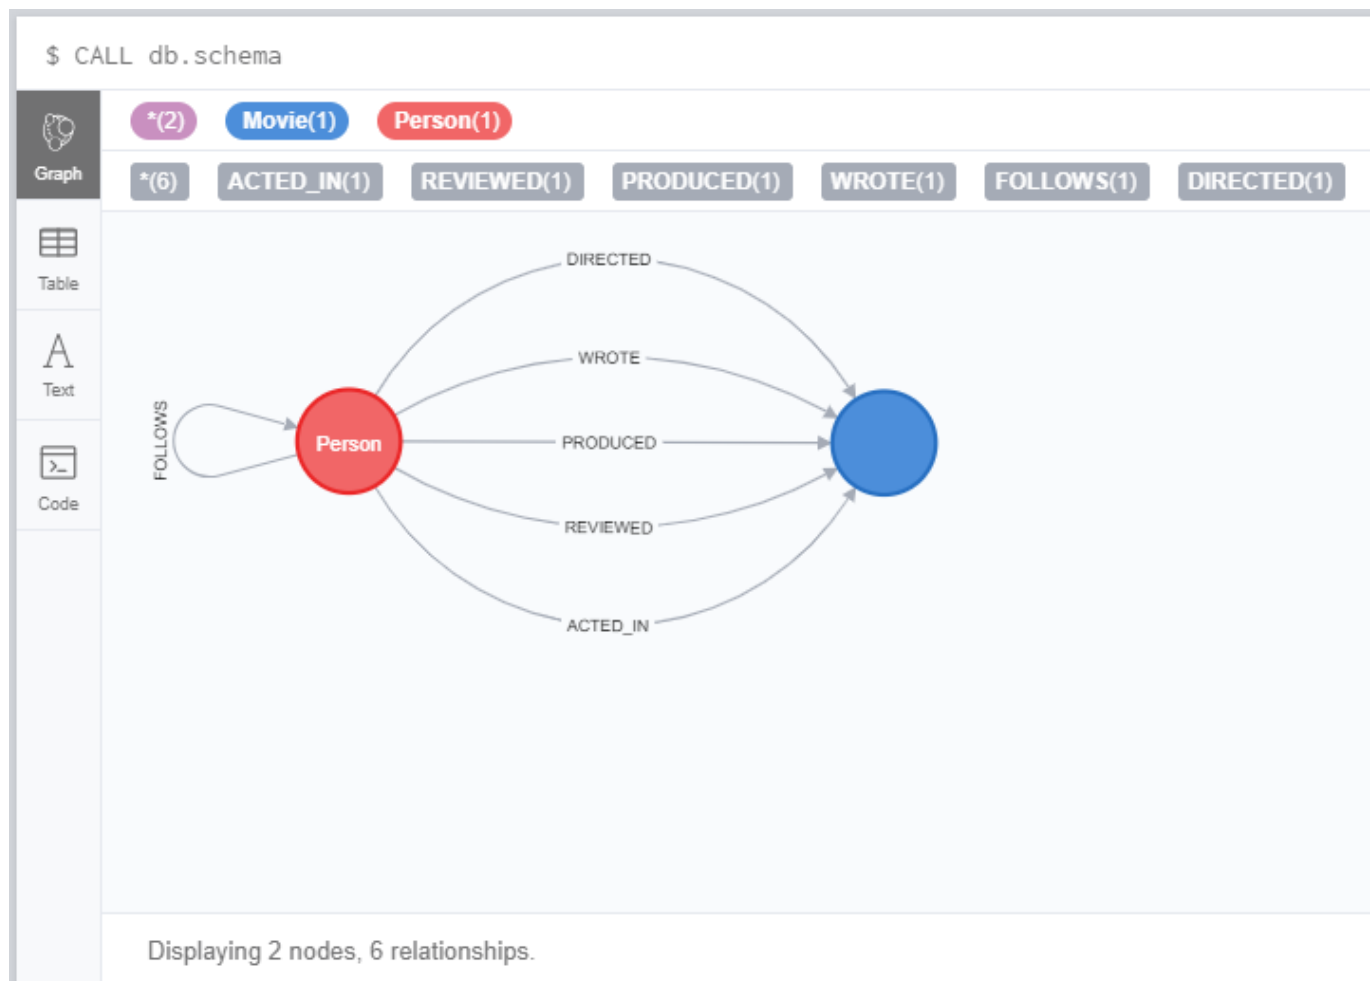 $ CALL db.schema
*(2) Movie(1) Person(1)
*(6) ACTED_IN(1) REVIEWED(1) PRODUCED(1) WROTE(1) FOLLOWS(1) DIRECTED(1)
Graph
Table
Text
Code
DIRECTED
WROTE
FOLLOWS
Person
PRODUCED
REVIEWED
ACTED_IN
Displaying 2 nodes, 6 relationships.